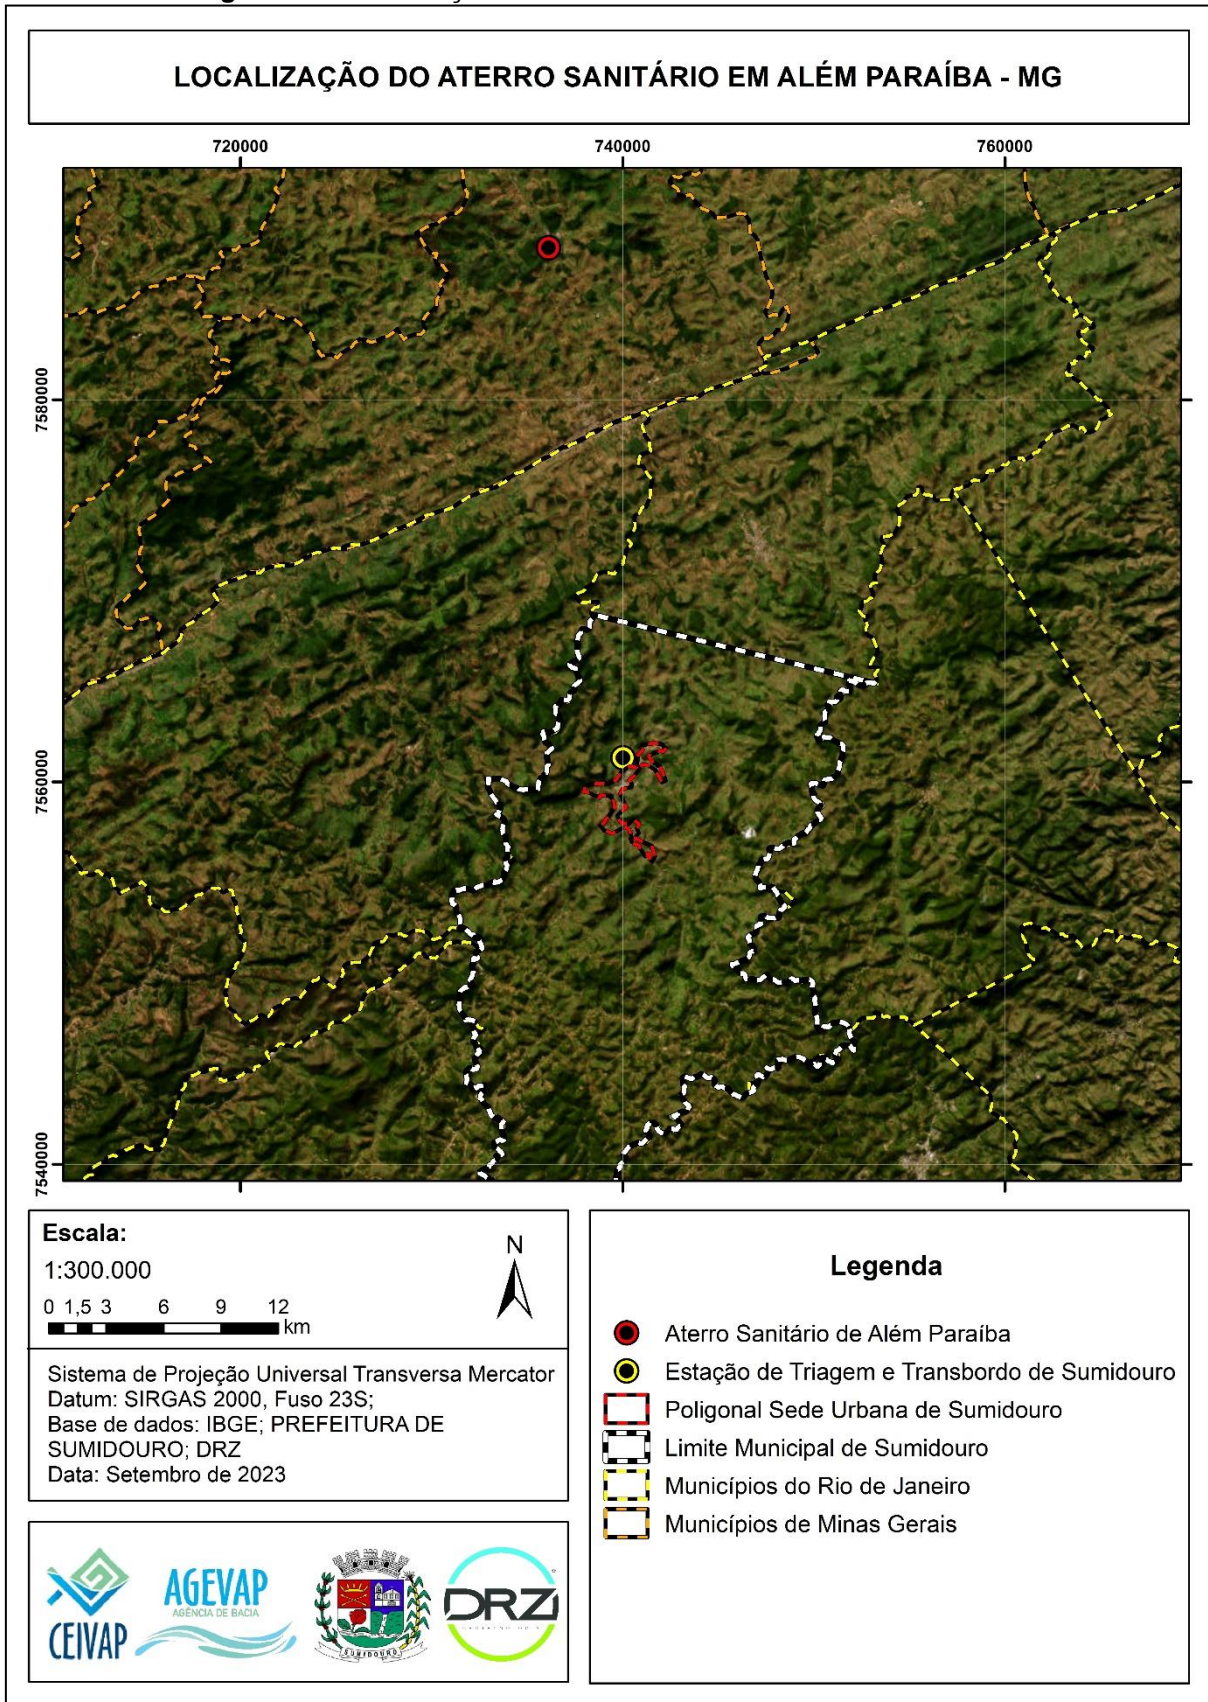 LOCALIZAÇÃO DO ATERRO SANITÁRIO EM ALÉM PARAÍBA - MG
720000
740000
760000
7580000
7560000
7540000
Escala:
1:300.000
0 1,5 3 6 9 12
km
N
Sistema de Projeção Universal Transversa Mercator
Datum: SIRGAS 2000, Fuso 23S;
Base de dados: IBGE; PREFEITURA DE
SUMIDOURO; DRZ
Data: Setembro de 2023
Legenda
Aterro Sanitário de Além Paraíba
Estação de Triagem e Transbordo de Sumidouro
Poligonal Sede Urbana de Sumidouro
Limite Municipal de Sumidouro
Municípios do Rio de Janeiro
Municípios de Minas Gerais
CEIVAP
AGEVAP
AGÊNCIA DE BACIA
SUMIDOURO
DRZ